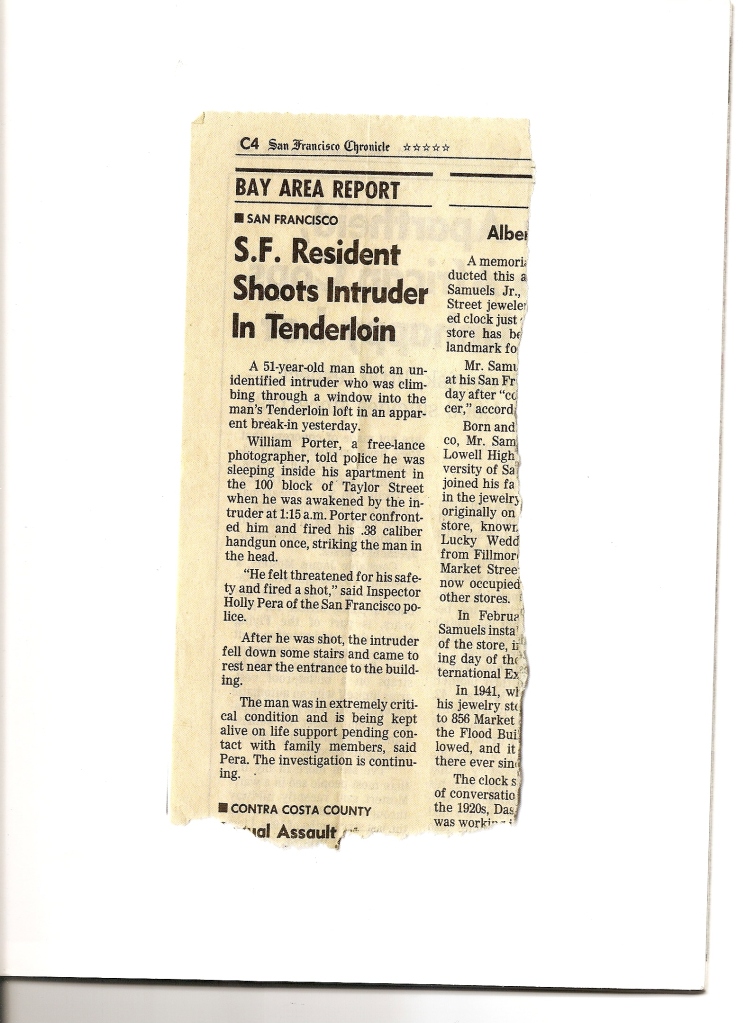 C4 San Francisco Chronicle ☆☆☆☆☆
BAY AREA REPORT
■ SAN FRANCISCO
S.F. Resident
Shoots Intruder
In Tenderloin
A 51-year-old man shot an un-
identified intruder who was clim-
bing through a window into the
man's Tenderloin loft in an appar-
ent break-in yesterday.
William Porter, a free-lance
photographer, told police he was
sleeping inside his apartment in
the 100 block of Taylor Street
when he was awakened by the in-
truder at 1:15 a.m. Porter confront-
ed him and fired his .38 caliber
handgun once, striking the man in
the head.
"He felt threatened for his safe-
ty and fired a shot," said Inspector
Holly Pera of the San Francisco po-
lice.
After he was shot, the intruder
fell down some stairs and came to
rest near the entrance to the build-
ing.
The man was in extremely criti-
cal condition and is being kept
alive on life support pending con-
tact with family members, said
Pera. The investigation is continu-
ing.
■ CONTRA COSTA COUNTY
ual Assault
Alber
A memori
ducted this a
Samuels Jr.,
Street jewele
ed clock just
store has be
landmark fo
Mr. Samu
at his San Fr
day after "co
cer," accord
Born and
co, Mr. Sam
Lowell High
versity of Sa
joined his fa
in the jewelry
originally on
store, known
Lucky Wedd
from Fillmor
Market Stree
now occupied
other stores.
In Februa
Samuels insta
of the store, i
ing day of the
ternational Ex
In 1941, wh
his jewelry sto
to 856 Market
the Flood Bui
lowed, and it
there ever sinc
The clock s
of conversatio
the 1920s, Das
was working i